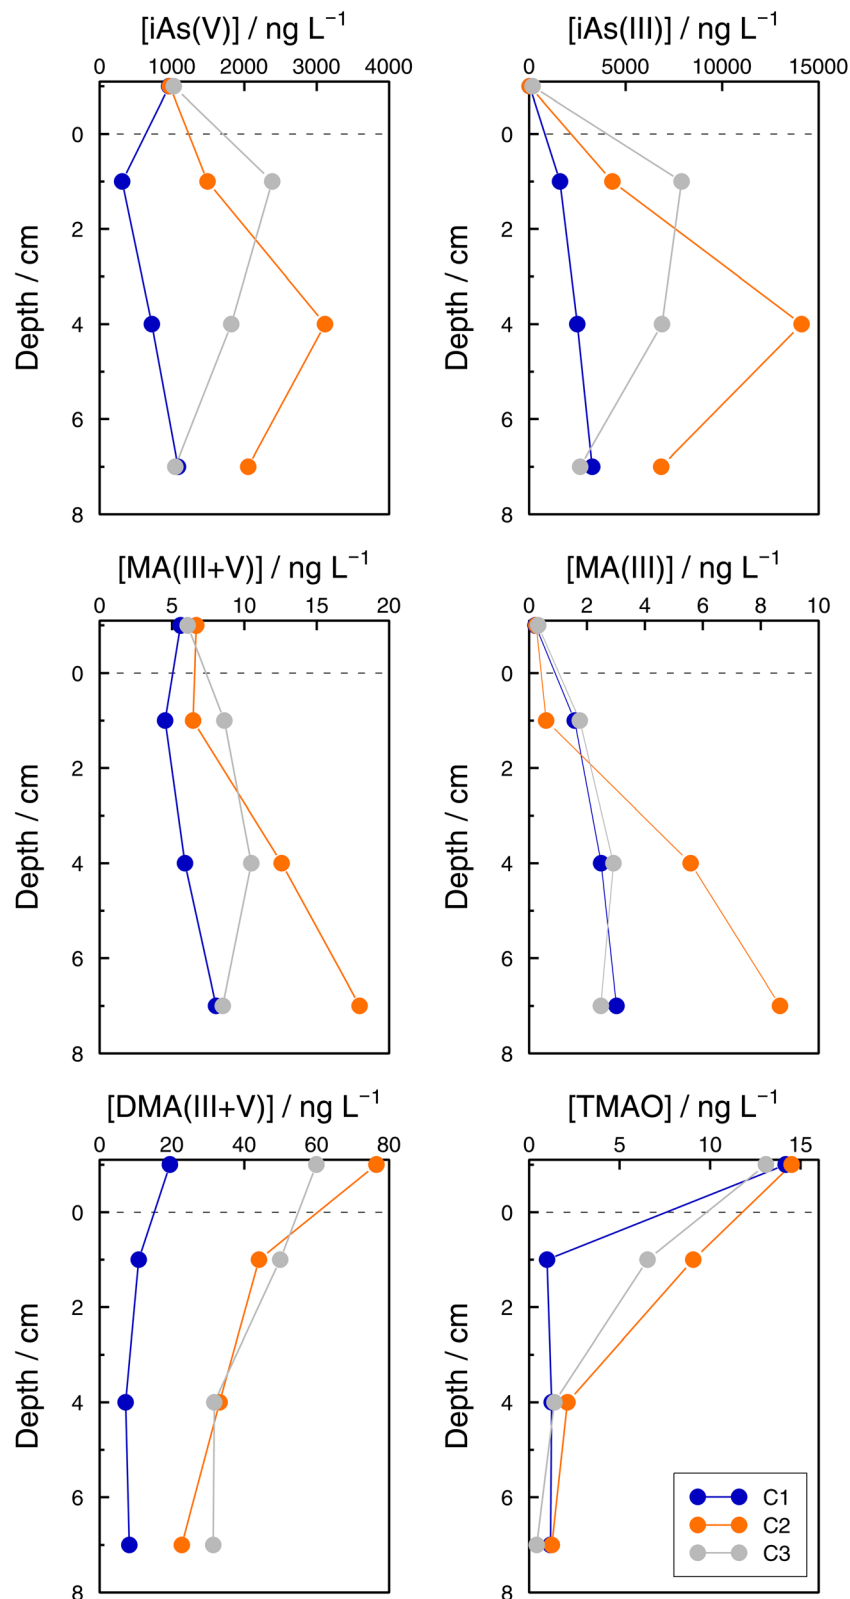 [iAs(V)] / ng L⁻¹
0 1000 2000 3000 4000
0
2
4
6
8
Depth / cm
[iAs(III)] / ng L⁻¹
0 5000 10000 15000
0
2
4
6
8
Depth / cm
[MA(III+V)] / ng L⁻¹
0 5 10 15 20
0
2
4
6
8
Depth / cm
[MA(III)] / ng L⁻¹
0 2 4 6 8 10
0
2
4
6
8
Depth / cm
[DMA(III+V)] / ng L⁻¹
0 20 40 60 80
0
2
4
6
8
Depth / cm
[TMAO] / ng L⁻¹
0 5 10 15
0
2
4
6
8
Depth / cm
C1
C2
C3